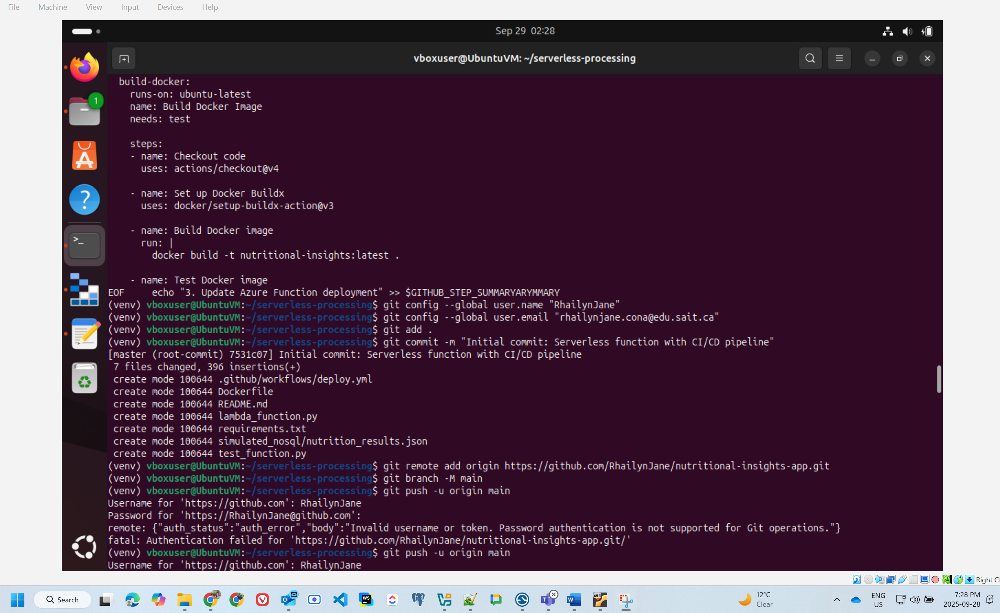 File Machine View Input Devices Help
Sep 29 02:28
vboxuser@UbuntuVM: ~/serverless-processing
1
build-docker:
runs-on: ubuntu-latest
name: Build Docker Image
needs: test
steps:
- name: Checkout code
uses: actions/checkout@v4
- name: Set up Docker Buildx
uses: docker/setup-buildx-action@v3
- name: Build Docker image
run: |
docker build -t nutritional-insights:latest .
- name: Test Docker image
EOF echo "3. Update Azure Function deployment" >> $GITHUB_STEP_SUMMARYARYMMARY
(venv) vboxuser@UbuntuVM:~/serverless-processing$ git config --global user.name "RhailynJane"
(venv) vboxuser@UbuntuVM:~/serverless-processing$ git config --global user.email "rhailynjane.cona@edu.sait.ca"
(venv) vboxuser@UbuntuVM:~/serverless-processing$ git add .
(venv) vboxuser@UbuntuVM:~/serverless-processing$ git commit -m "Initial commit: Serverless function with CI/CD pipeline"
[master (root-commit) 7531c07] Initial commit: Serverless function with CI/CD pipeline
7 files changed, 396 insertions(+)
create mode 100644 .github/workflows/deploy.yml
create mode 100644 Dockerfile
create mode 100644 README.md
create mode 100644 lambda_function.py
create mode 100644 requirements.txt
create mode 100644 simulated_nosql/nutrition_results.json
create mode 100644 test_function.py
(venv) vboxuser@UbuntuVM:~/serverless-processing$ git remote add origin https://github.com/RhailynJane/nutritional-insights-app.git
(venv) vboxuser@UbuntuVM:~/serverless-processing$ git branch -M main
(venv) vboxuser@UbuntuVM:~/serverless-processing$ git push -u origin main
Username for 'https://github.com': RhailynJane
Password for 'https://RhailynJane@github.com':
remote: {"auth_status":"auth_error","body":"Invalid username or token. Password authentication is not supported for Git operations."}
fatal: Authentication failed for 'https://github.com/RhailynJane/nutritional-insights-app.git/'
(venv) vboxuser@UbuntuVM:~/serverless-processing$ git push -u origin main
Username for 'https://github.com': RhailynJane
Right Ct
Search
WS
x64
12°C
Clear
ENG
US
7:28 PM
2025-09-28